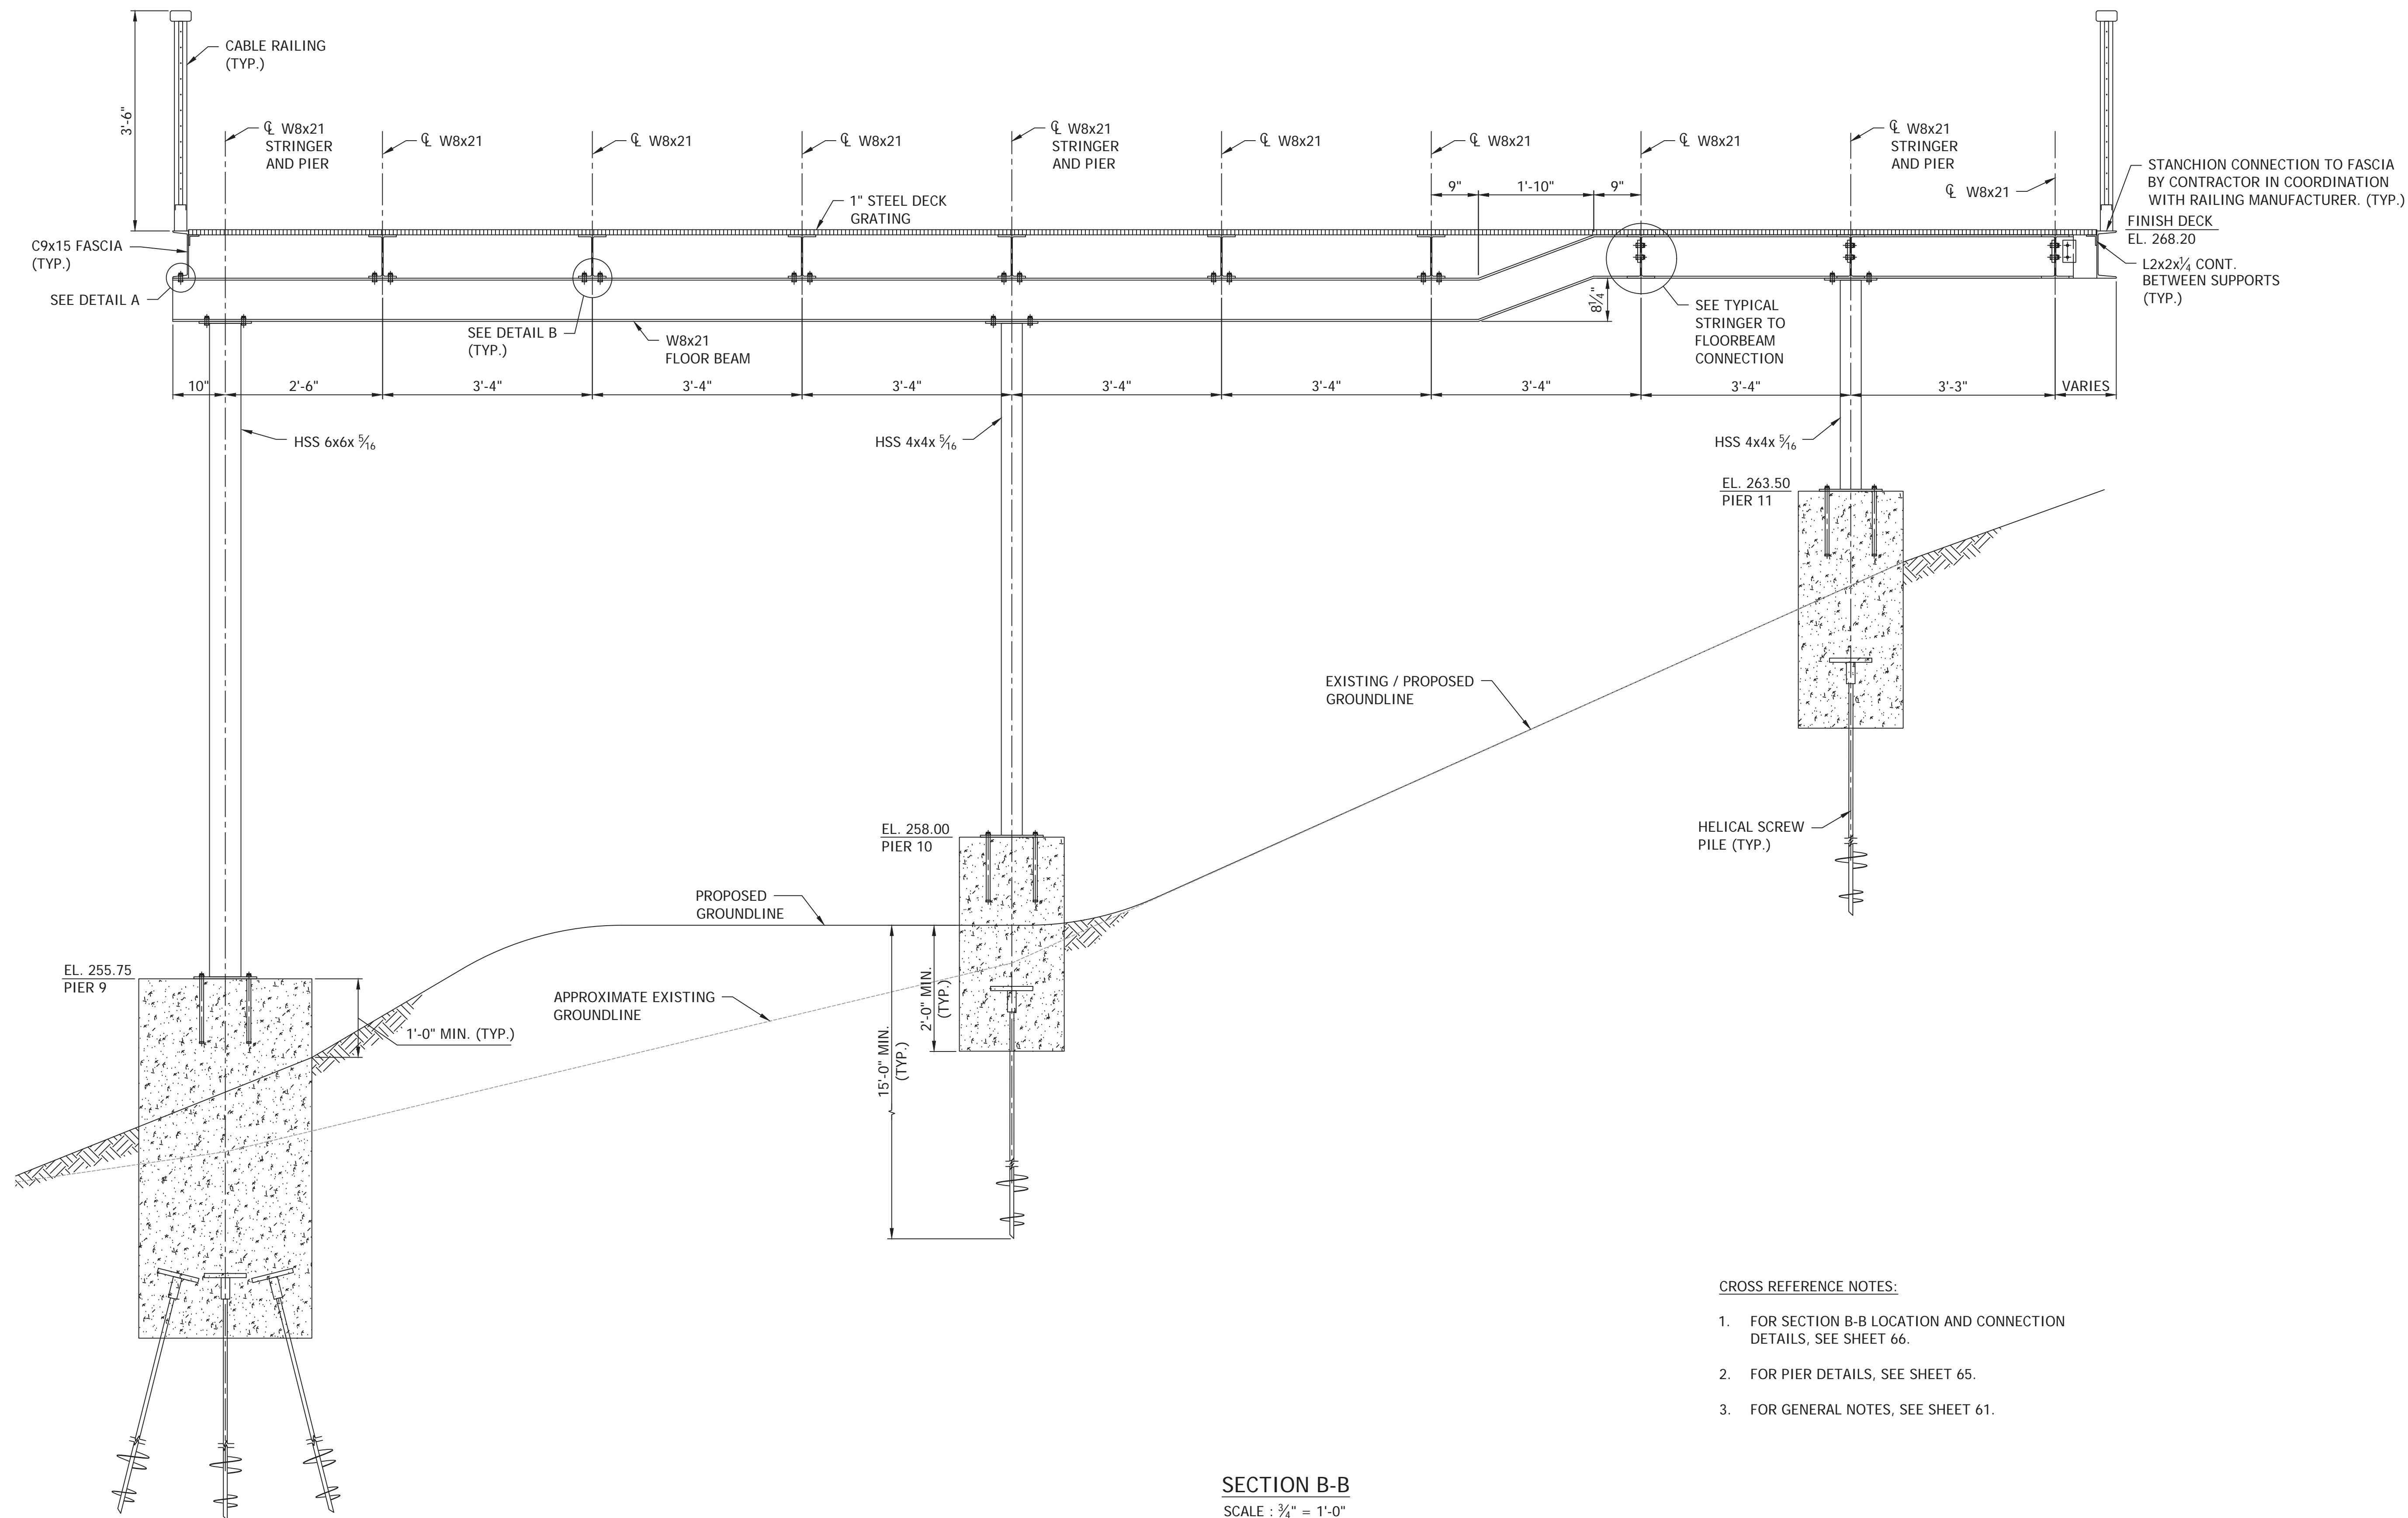 CABLE RAILING
(TYP.)
3'-6"
℄ W8x21
STRINGER
AND PIER
℄ W8x21
℄ W8x21
℄ W8x21
℄ W8x21
STRINGER
AND PIER
℄ W8x21
℄ W8x21
℄ W8x21
℄ W8x21
STRINGER
AND PIER
℄ W8x21
STANCHION CONNECTION TO FASCIA
BY CONTRACTOR IN COORDINATION
WITH RAILING MANUFACTURER. (TYP.)
9"
1'-10"
9"
1" STEEL DECK
GRATING
FINISH DECK
EL. 268.20
C9x15 FASCIA
(TYP.)
SEE DETAIL A
L2x2x¼ CONT.
BETWEEN SUPPORTS
(TYP.)
8¼"
SEE DETAIL B
(TYP.)
W8x21
FLOOR BEAM
SEE TYPICAL
STRINGER TO
FLOORBEAM
CONNECTION
10"
2'-6"
3'-4"
3'-4"
3'-4"
3'-4"
3'-4"
3'-4"
3'-4"
3'-3"
VARIES
HSS 6x6x 5⁄16
HSS 4x4x 5⁄16
HSS 4x4x 5⁄16
EL. 263.50
PIER 11
EXISTING / PROPOSED
GROUNDLINE
HELICAL SCREW
PILE (TYP.)
EL. 258.00
PIER 10
PROPOSED
GROUNDLINE
EL. 255.75
PIER 9
APPROXIMATE EXISTING
GROUNDLINE
1'-0" MIN. (TYP.)
2'-0" MIN.
(TYP.)
15'-0" MIN.
(TYP.)
CROSS REFERENCE NOTES:
1. FOR SECTION B-B LOCATION AND CONNECTION
DETAILS, SEE SHEET 66.
2. FOR PIER DETAILS, SEE SHEET 65.
3. FOR GENERAL NOTES, SEE SHEET 61.
SECTION B-B
SCALE : ¾" = 1'-0"